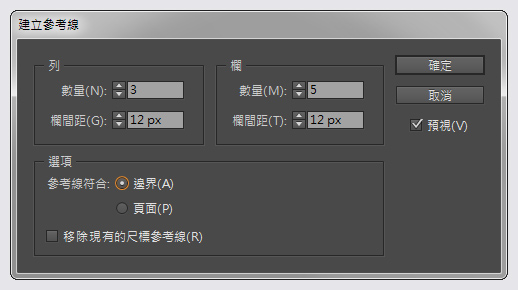 建立參考線
列
數量(N): 3
欄間距(G): 12 px
欄
數量(M): 5
欄間距(T): 12 px
確定
取消
預視(V)
選項
參考線符合: 邊界(A)
頁面(P)
移除現有的尺標參考線(R)